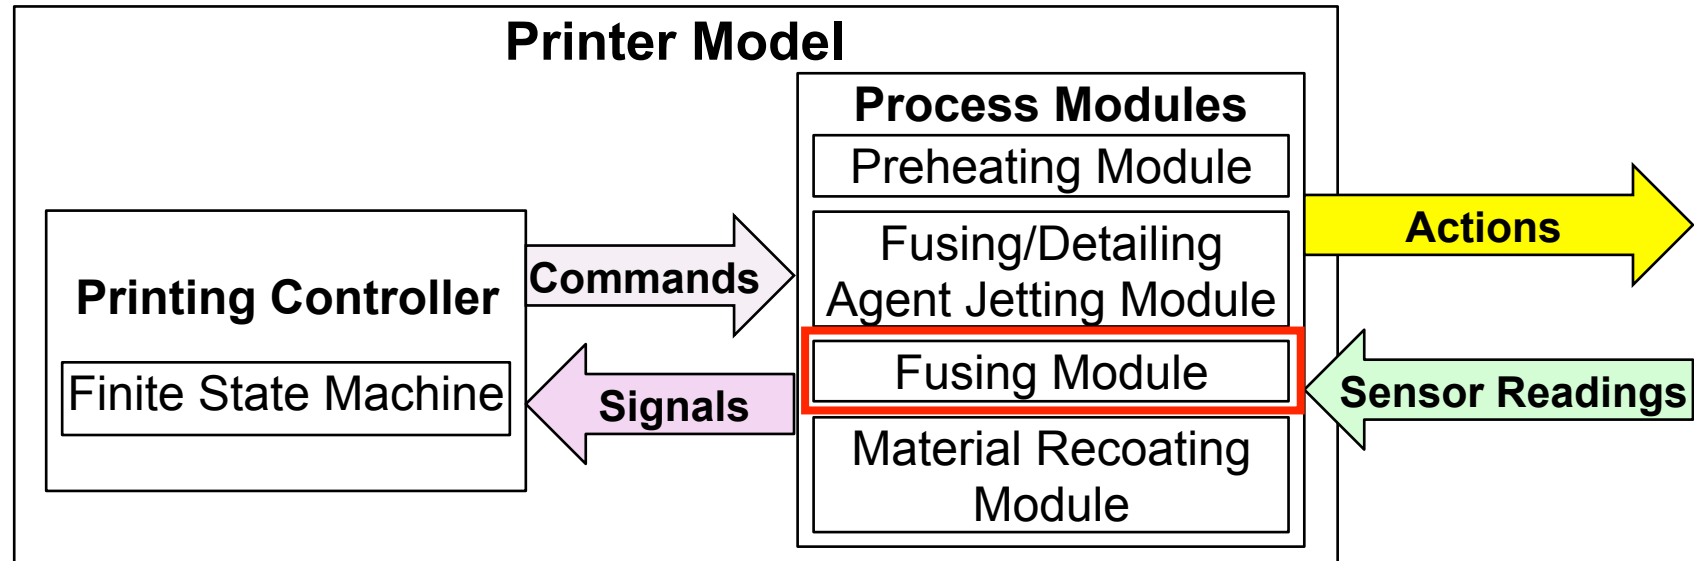 Printer Model
Process Modules
Preheating Module
Fusing/Detailing
Agent Jetting Module
Fusing Module
Material Recoating
Module
Printing Controller
Finite State Machine
Commands
Signals
Actions
Sensor Readings